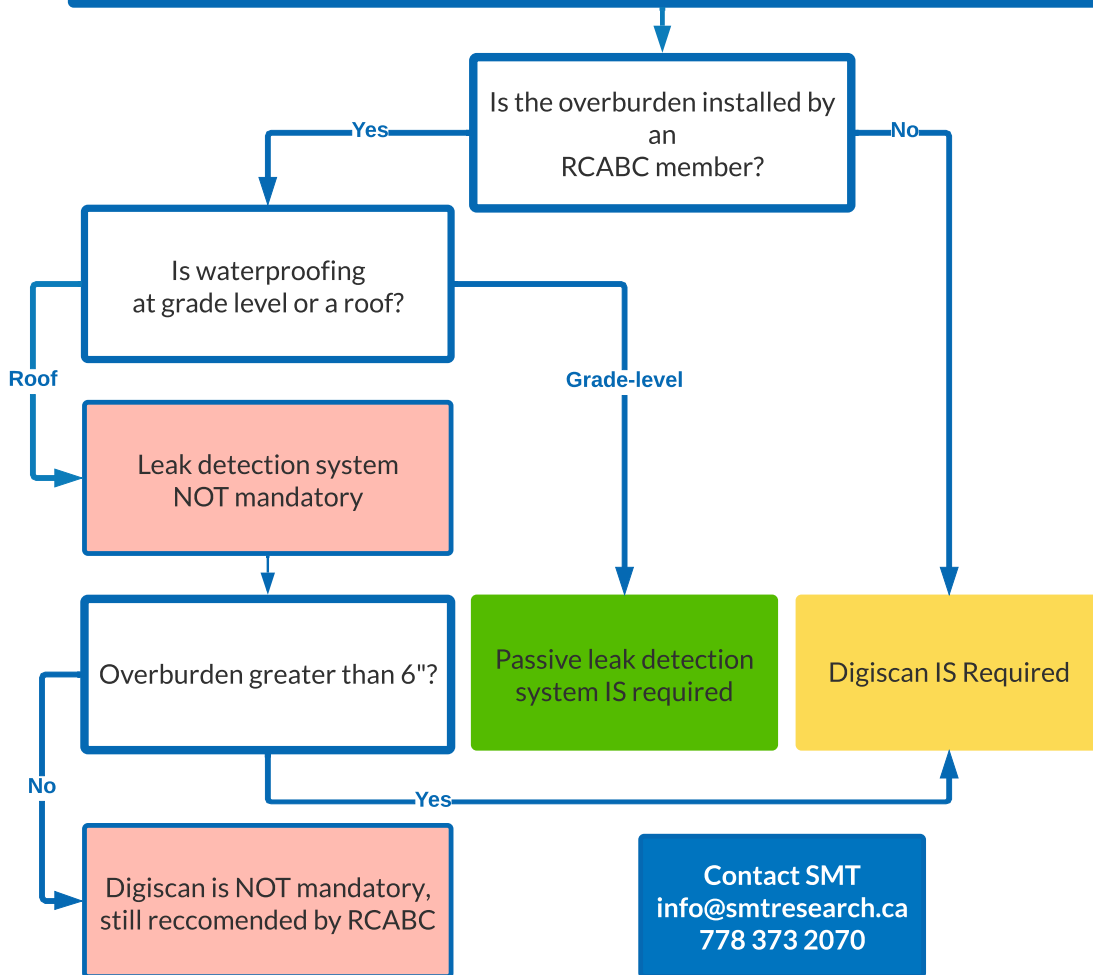 Is the overburden installed by
an
RCABC member?
Yes
No
Is waterproofing
at grade level or a roof?
Roof
Grade-level
Leak detection system
NOT mandatory
Overburden greater than 6"?
Passive leak detection
system IS required
Digiscan IS Required
No
Yes
Digiscan is NOT mandatory,
still reccomended by RCABC
Contact SMT
info@smtresearch.ca
778 373 2070